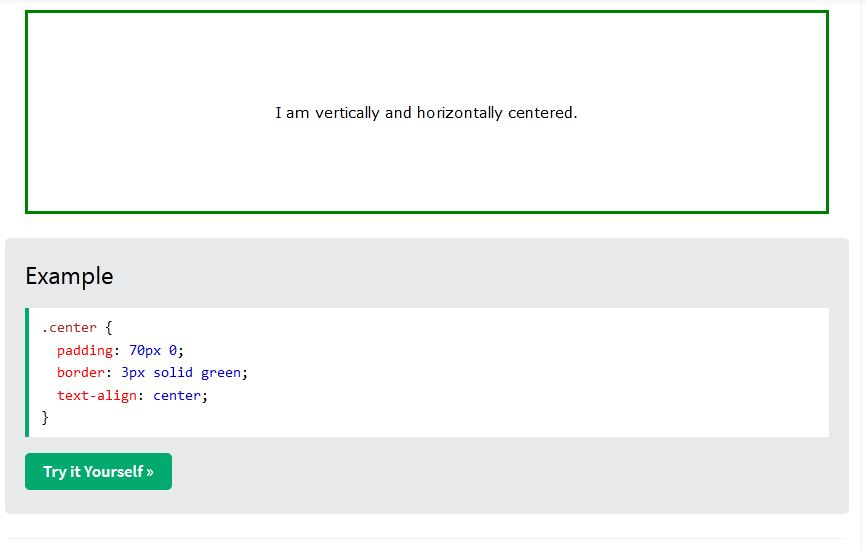 I am vertically and horizontally centered.
Example
.center {
  padding: 70px 0;
  border: 3px solid green;
  text-align: center;
}
Try it Yourself »